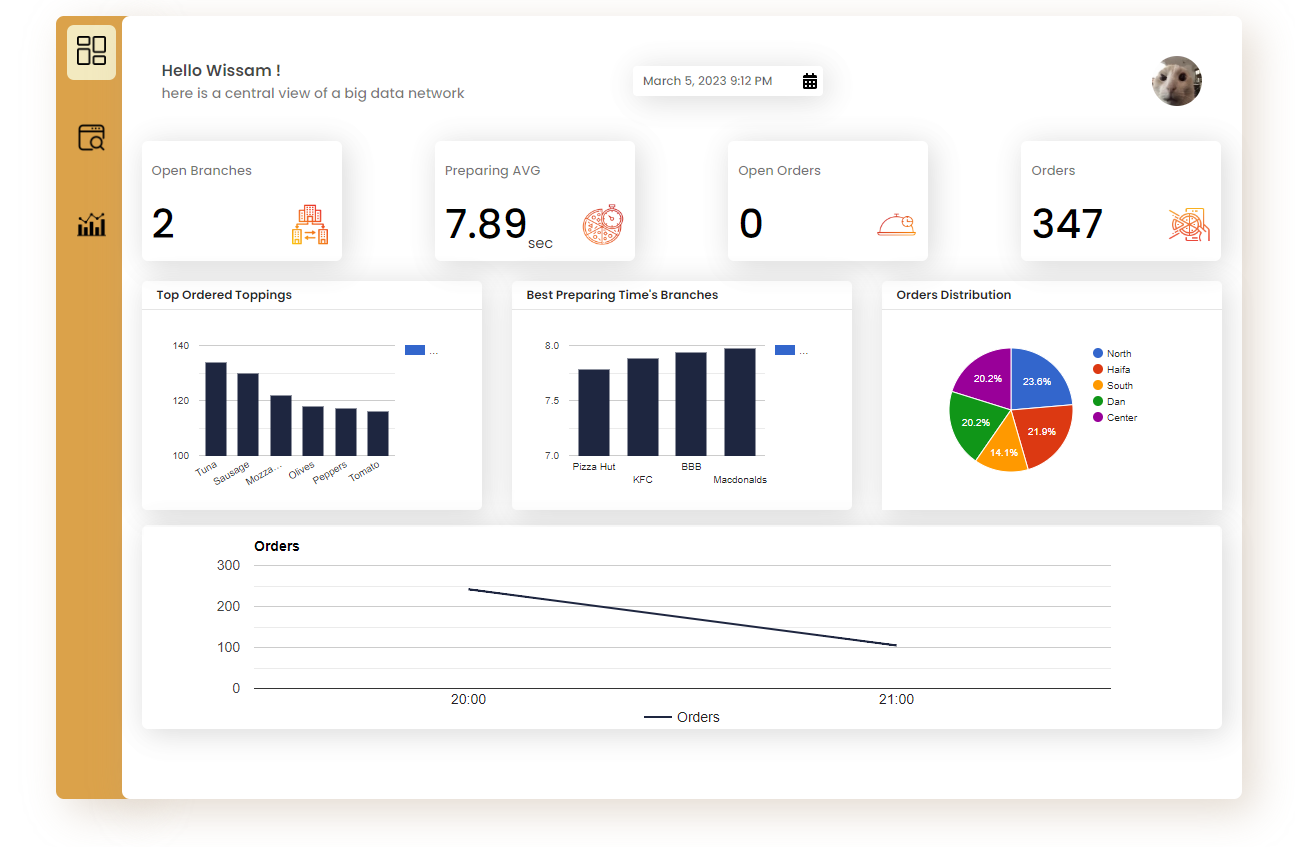 Hello Wissam !
here is a central view of a big data network
March 5, 2023 9:12 PM
Open Branches
2
Preparing AVG
7.89 sec
Open Orders
0
Orders
347
Top Ordered Toppings
140
120
100
Tuna
Sausage
Mozza...
Olives
Peppers
Tomato
...
Best Preparing Time's Branches
8.0
7.5
7.0
Pizza Hut
KFC
BBB
Macdonalds
...
Orders Distribution
23.6%
21.9%
14.1%
20.2%
20.2%
North
Haifa
South
Dan
Center
Orders
300
200
100
0
20:00
21:00
Orders